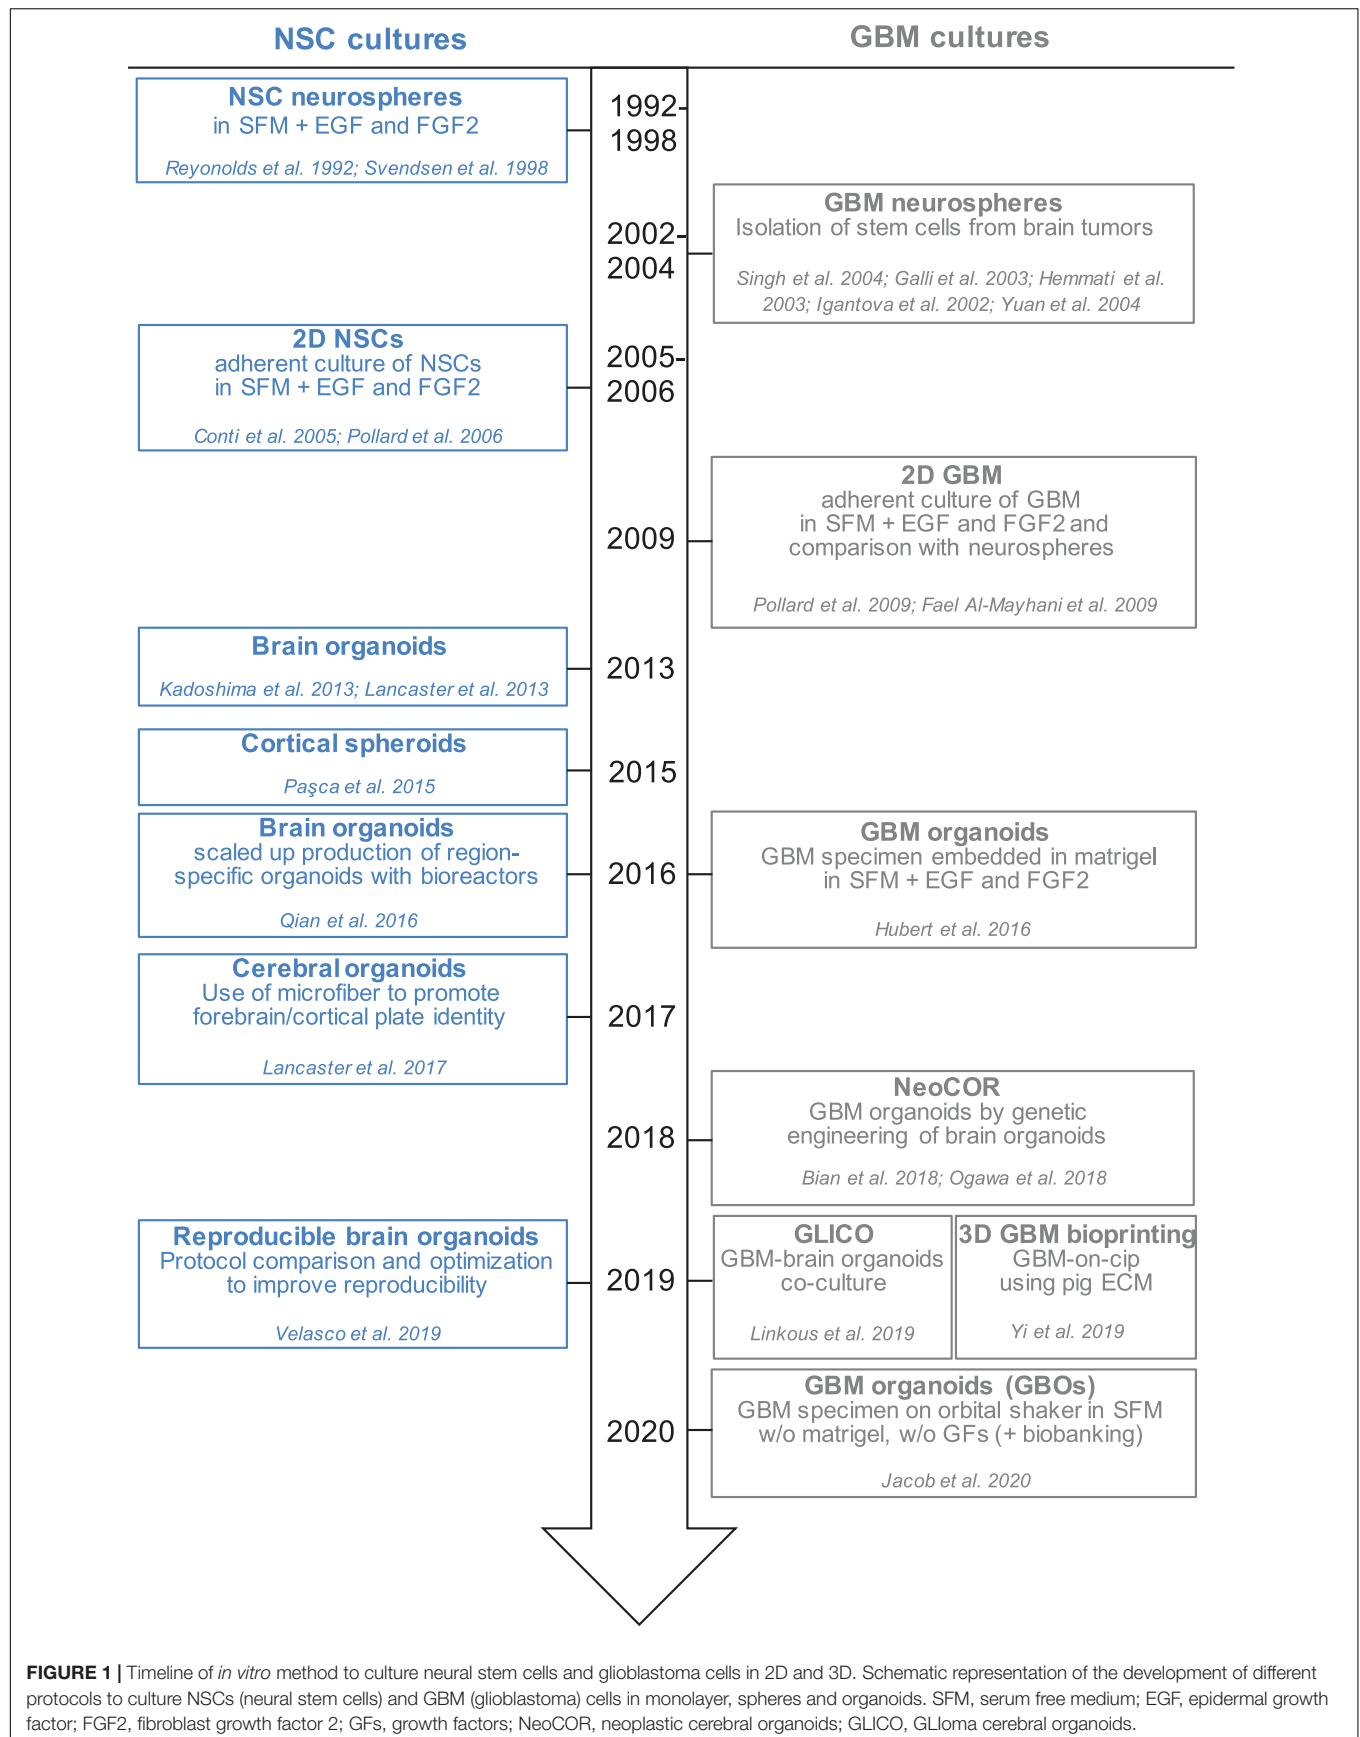 NSC cultures
GBM cultures
NSC neurospheres
in SFM + EGF and FGF2
Reyonolds et al. 1992; Svendsen et al. 1998
1992-
1998
GBM neurospheres
Isolation of stem cells from brain tumors
Singh et al. 2004; Galli et al. 2003; Hemmati et al.
2003; Igantova et al. 2002; Yuan et al. 2004
2002-
2004
2D NSCs
adherent culture of NSCs
in SFM + EGF and FGF2
Conti et al. 2005; Pollard et al. 2006
2005-
2006
2D GBM
adherent culture of GBM
in SFM + EGF and FGF2 and
comparison with neurospheres
Pollard et al. 2009; Fael Al-Mayhani et al. 2009
2009
Brain organoids
Kadoshima et al. 2013; Lancaster et al. 2013
2013
Cortical spheroids
Paşca et al. 2015
2015
Brain organoids
scaled up production of region-
specific organoids with bioreactors
Qian et al. 2016
2016
GBM organoids
GBM specimen embedded in matrigel
in SFM + EGF and FGF2
Hubert et al. 2016
Cerebral organoids
Use of microfiber to promote
forebrain/cortical plate identity
Lancaster et al. 2017
2017
NeoCOR
GBM organoids by genetic
engineering of brain organoids
Bian et al. 2018; Ogawa et al. 2018
2018
Reproducible brain organoids
Protocol comparison and optimization
to improve reproducibility
Velasco et al. 2019
2019
GLICO
GBM-brain organoids
co-culture
Linkous et al. 2019
3D GBM bioprinting
GBM-on-cip
using pig ECM
Yi et al. 2019
GBM organoids (GBOs)
GBM specimen on orbital shaker in SFM
w/o matrigel, w/o GFs (+ biobanking)
Jacob et al. 2020
2020
FIGURE 1 | Timeline of in vitro method to culture neural stem cells and glioblastoma cells in 2D and 3D. Schematic representation of the development of different
protocols to culture NSCs (neural stem cells) and GBM (glioblastoma) cells in monolayer, spheres and organoids. SFM, serum free medium; EGF, epidermal growth
factor; FGF2, fibroblast growth factor 2; GFs, growth factors; NeoCOR, neoplastic cerebral organoids; GLICO, GLIoma cerebral organoids.